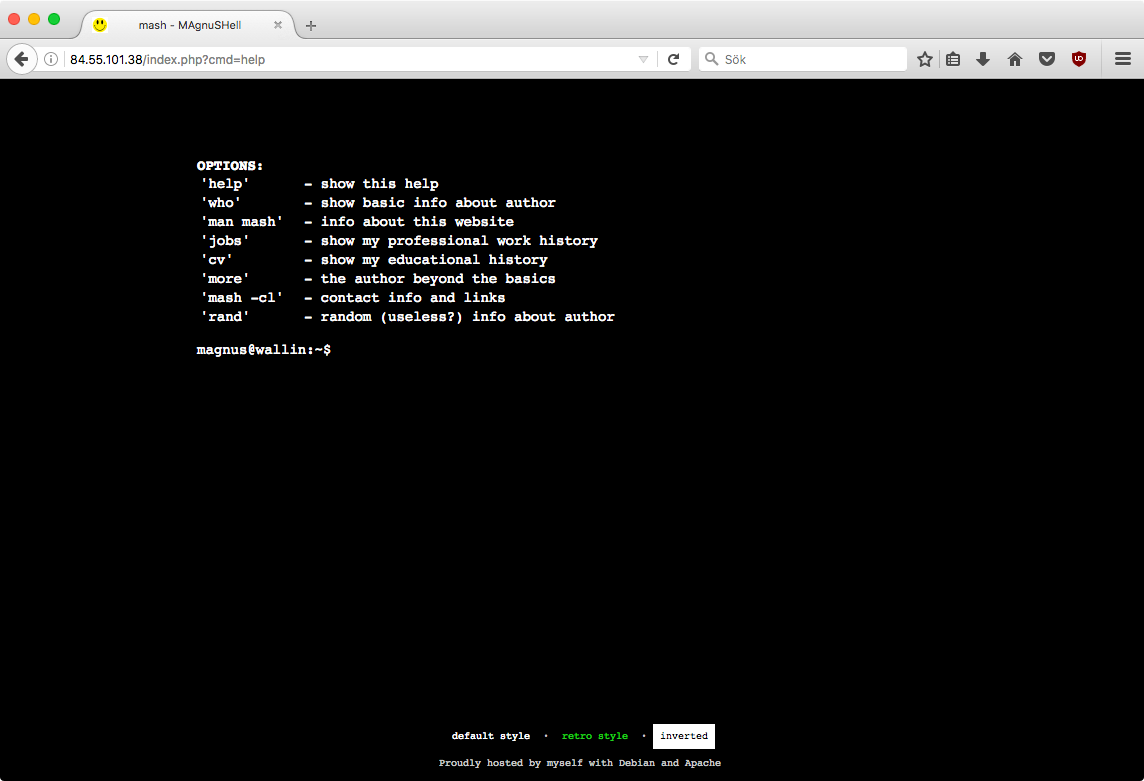 mash - MAgnuSHell
84.55.101.38/index.php?cmd=help
Sök
OPTIONS:
'help' - show this help
'who' - show basic info about author
'man mash' - info about this website
'jobs' - show my professional work history
'cv' - show my educational history
'more' - the author beyond the basics
'mash -cl' - contact info and links
'rand' - random (useless?) info about author
magnus@wallin:~$
default style · retro style · inverted
Proudly hosted by myself with Debian and Apache